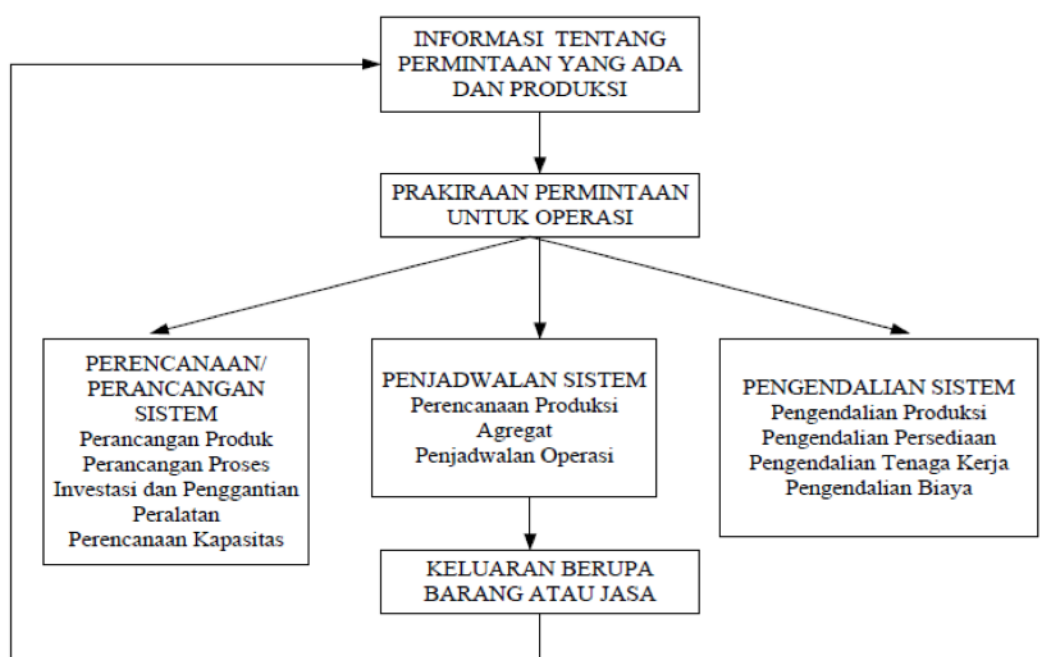 INFORMASI TENTANG
PERMINTAAN YANG ADA
DAN PRODUKSI
PRAKIRAAN PERMINTAAN
UNTUK OPERASI
PERENCANAAN/
PERANCANGAN
SISTEM
Perancangan Produk
Perancangan Proses
Investasi dan Penggantian
Peralatan
Perencanaan Kapasitas
PENJADWALAN SISTEM
Perencanaan Produksi
Agregat
Penjadwalan Operasi
PENGENDALIAN SISTEM
Pengendalian Produksi
Pengendalian Persediaan
Pengendalian Tenaga Kerja
Pengendalian Biaya
KELUARAN BERUPA
BARANG ATAU JASA